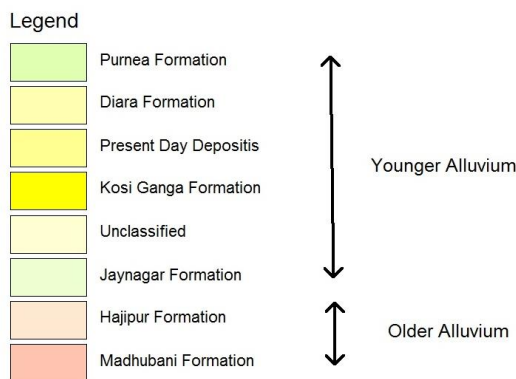 Legend
Purnea Formation
Diara Formation
Present Day Depositis
Kosi Ganga Formation
Unclassified
Jaynagar Formation
Hajipur Formation
Madhubani Formation
Younger Alluvium
Older Alluvium